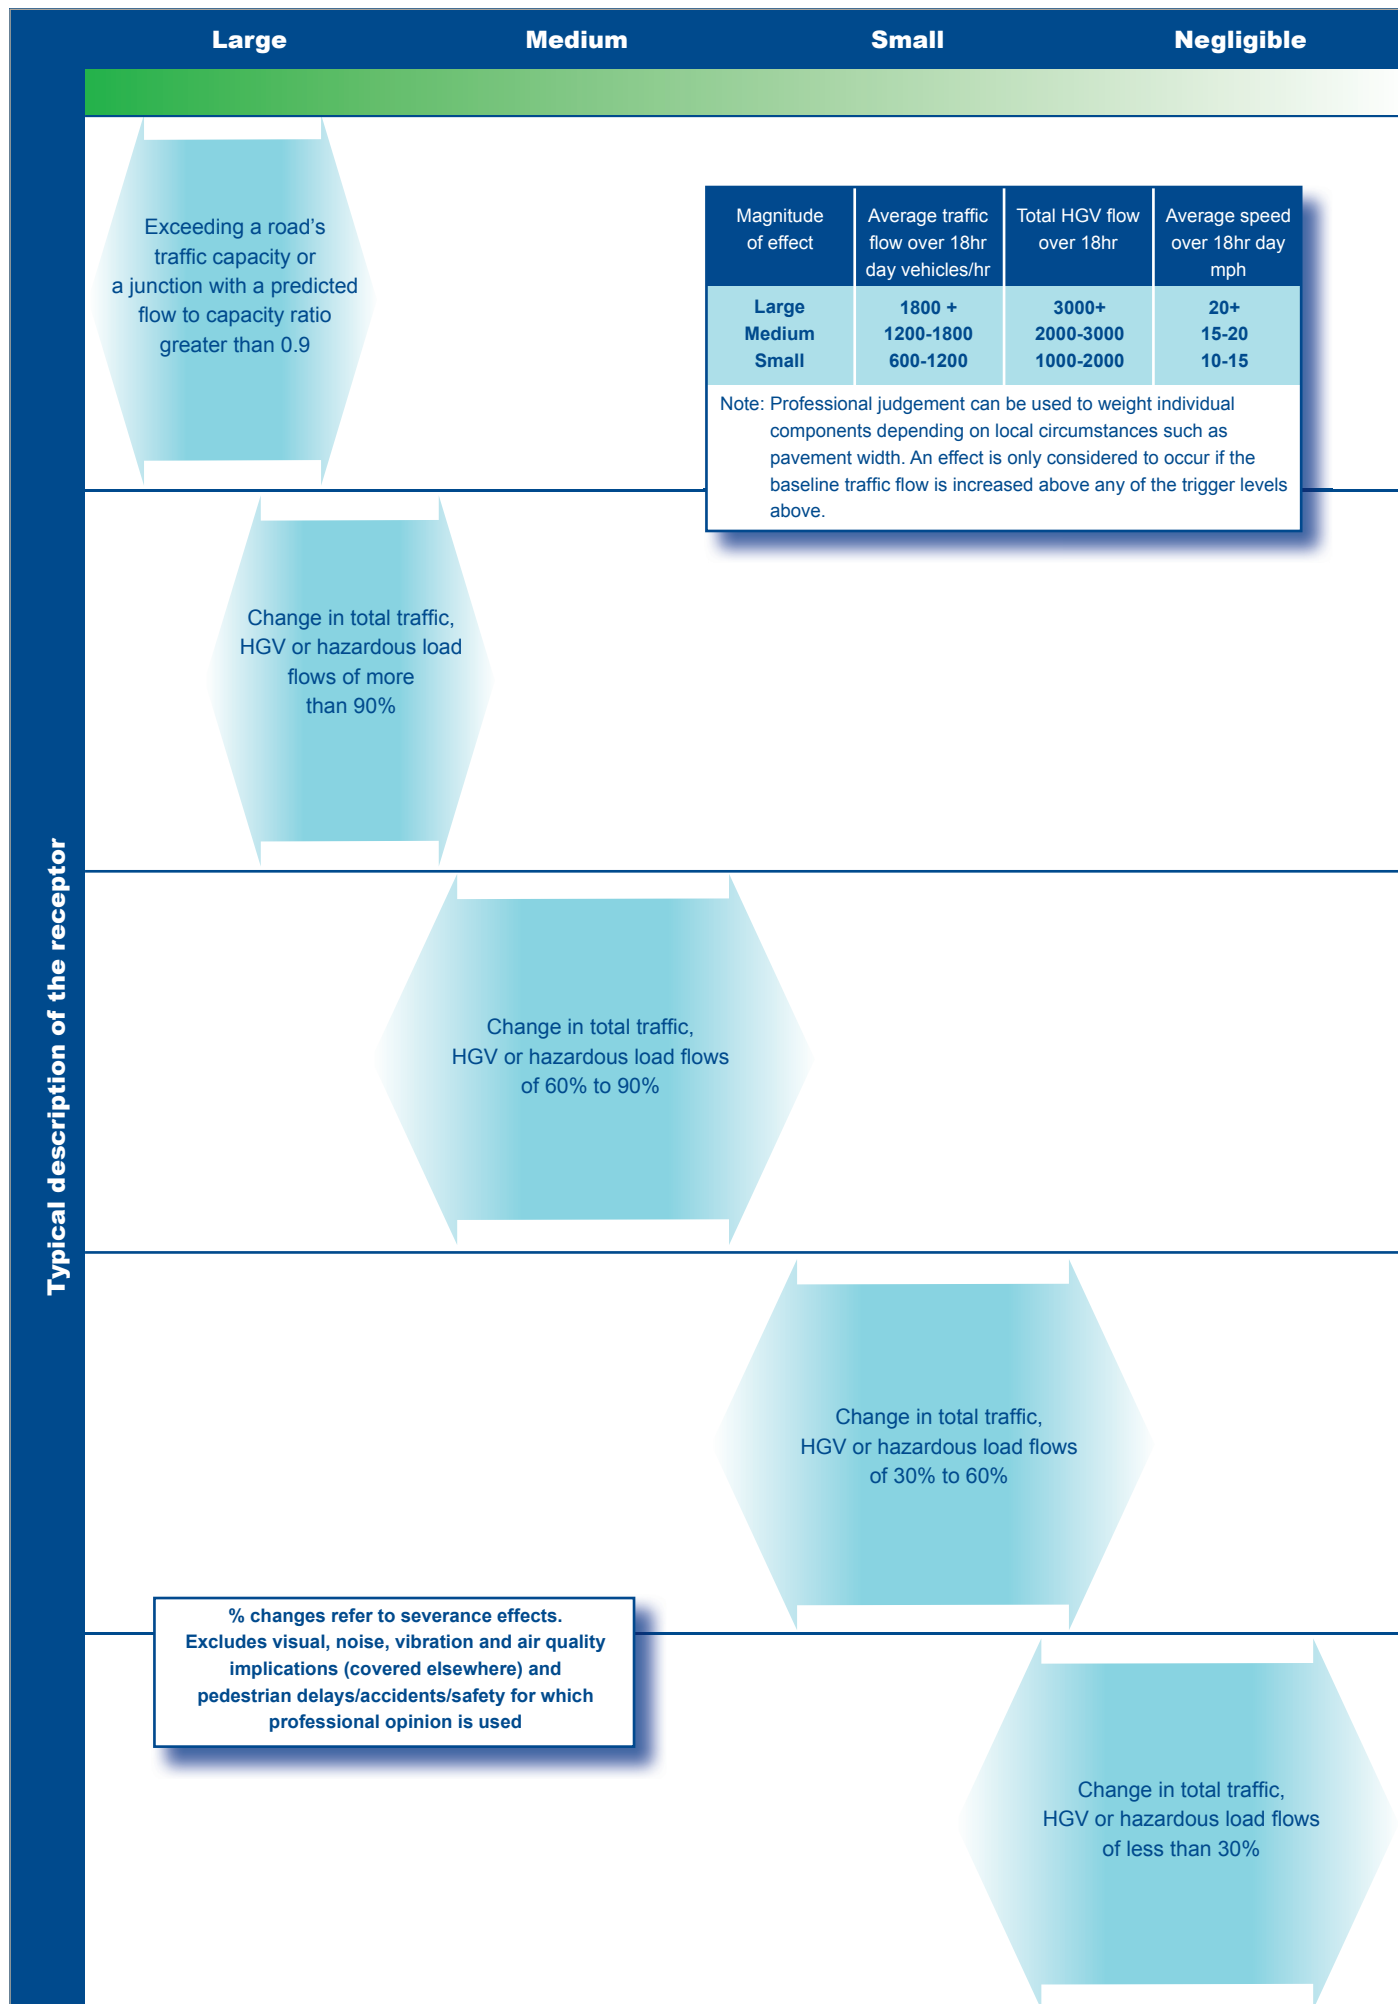 Large Medium Small Negligible
Typical description of the receptor
Exceeding a road's
traffic capacity or
a junction with a predicted
flow to capacity ratio
greater than 0.9
Magnitude
of effect
Average traffic
flow over 18hr
day vehicles/hr
Total HGV flow
over 18hr
Average speed
over 18hr day
mph
Large 1800 + 3000+ 20+
Medium 1200-1800 2000-3000 15-20
Small 600-1200 1000-2000 10-15
Note: Professional judgement can be used to weight individual
components depending on local circumstances such as
pavement width. An effect is only considered to occur if the
baseline traffic flow is increased above any of the trigger levels
above.
Change in total traffic,
HGV or hazardous load
flows of more
than 90%
Change in total traffic,
HGV or hazardous load flows
of 60% to 90%
Change in total traffic,
HGV or hazardous load flows
of 30% to 60%
% changes refer to severance effects.
Excludes visual, noise, vibration and air quality
implications (covered elsewhere) and
pedestrian delays/accidents/safety for which
professional opinion is used
Change in total traffic,
HGV or hazardous load flows
of less than 30%